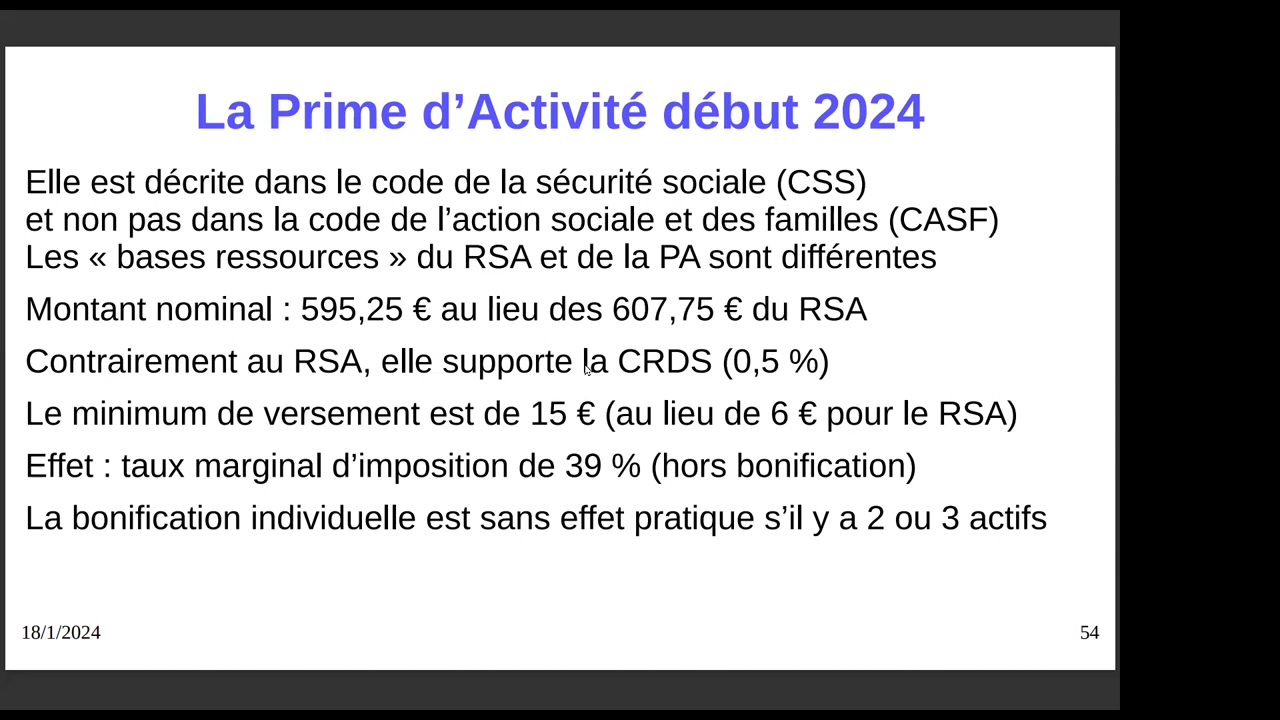 La Prime d’Activité début 2024
Elle est décrite dans le code de la sécurité sociale (CSS)
et non pas dans la code de l’action sociale et des familles (CASF)
Les « bases ressources » du RSA et de la PA sont différentes
Montant nominal : 595,25 € au lieu des 607,75 € du RSA
Contrairement au RSA, elle supporte la CRDS (0,5 %)
Le minimum de versement est de 15 € (au lieu de 6 € pour le RSA)
Effet : taux marginal d’imposition de 39 % (hors bonification)
La bonification individuelle est sans effet pratique s’il y a 2 ou 3 actifs
18/1/2024
54